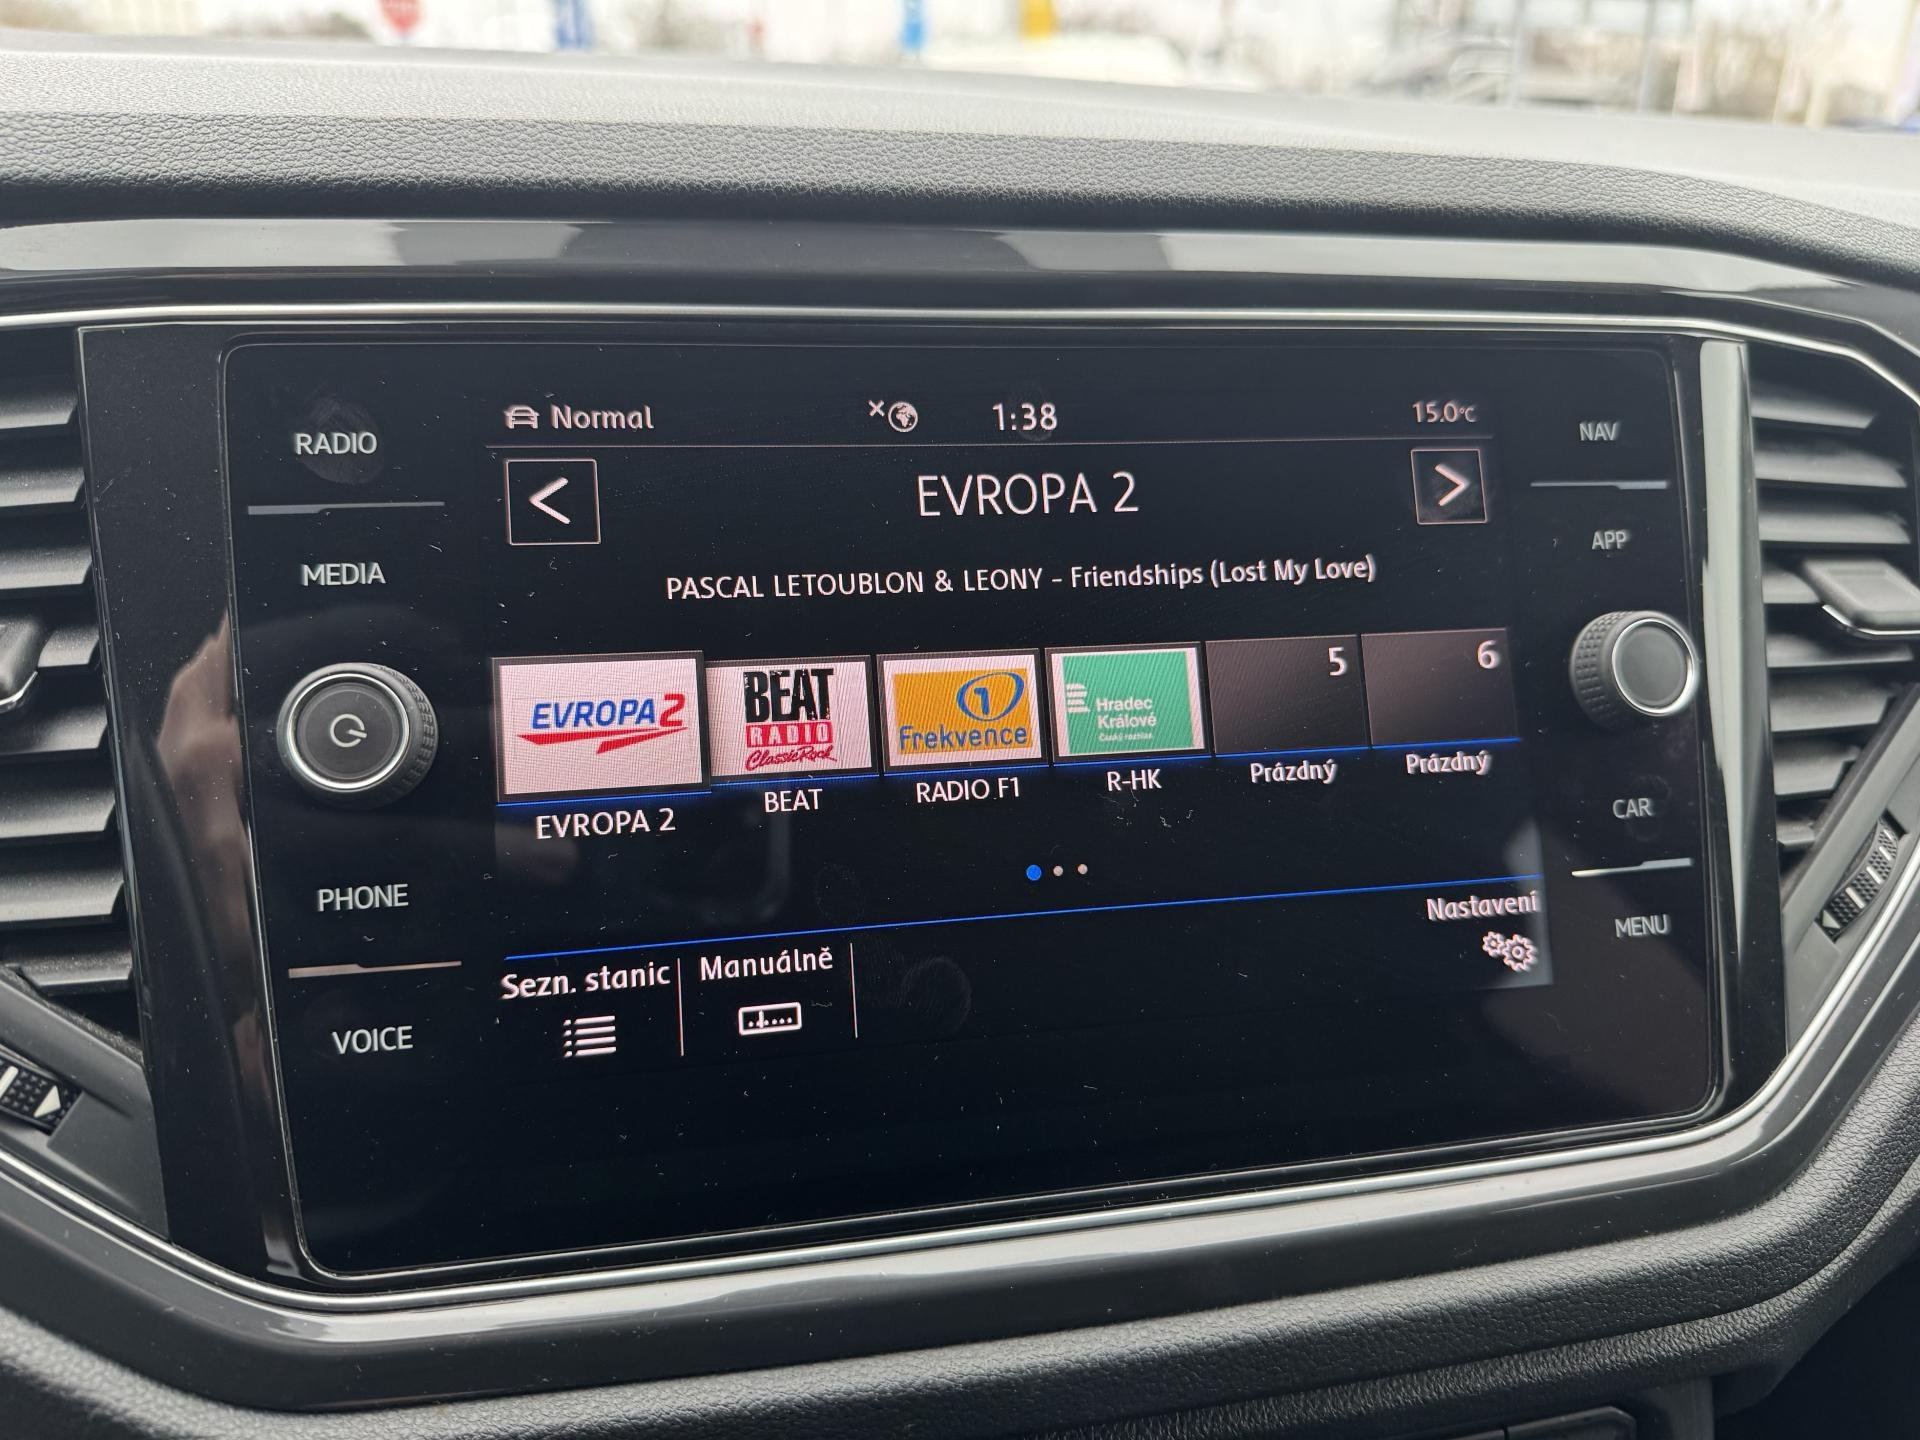 Normal
1:38
15.0°C
RADIO
NAV
<
EVROPA 2
>
APP
MEDIA
PASCAL LETOUBLON & LEONY - Friendships (Lost My Love)
EVROPA 2
BEAT
RADIO
Classic Rock
1
Frekvence
Hradec
Králové
Český rozhlas
5
6
EVROPA 2
BEAT
RADIO F1
R-HK
Prázdný
Prázdný
CAR
PHONE
Nastavení
MENU
Sezn. stanic
Manuálně
VOICE